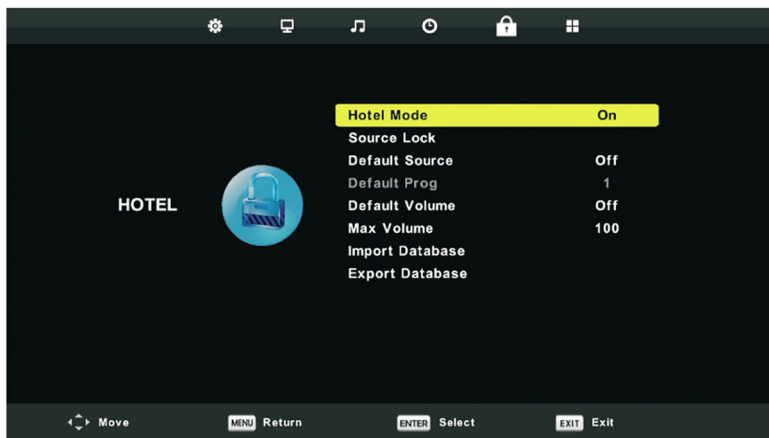 Hotel Mode On
Source Lock
Default Source Off
Default Prog 1
HOTEL
Default Volume Off
Max Volume 100
Import Database
Export Database
Move MENU Return ENTER Select EXIT Exit